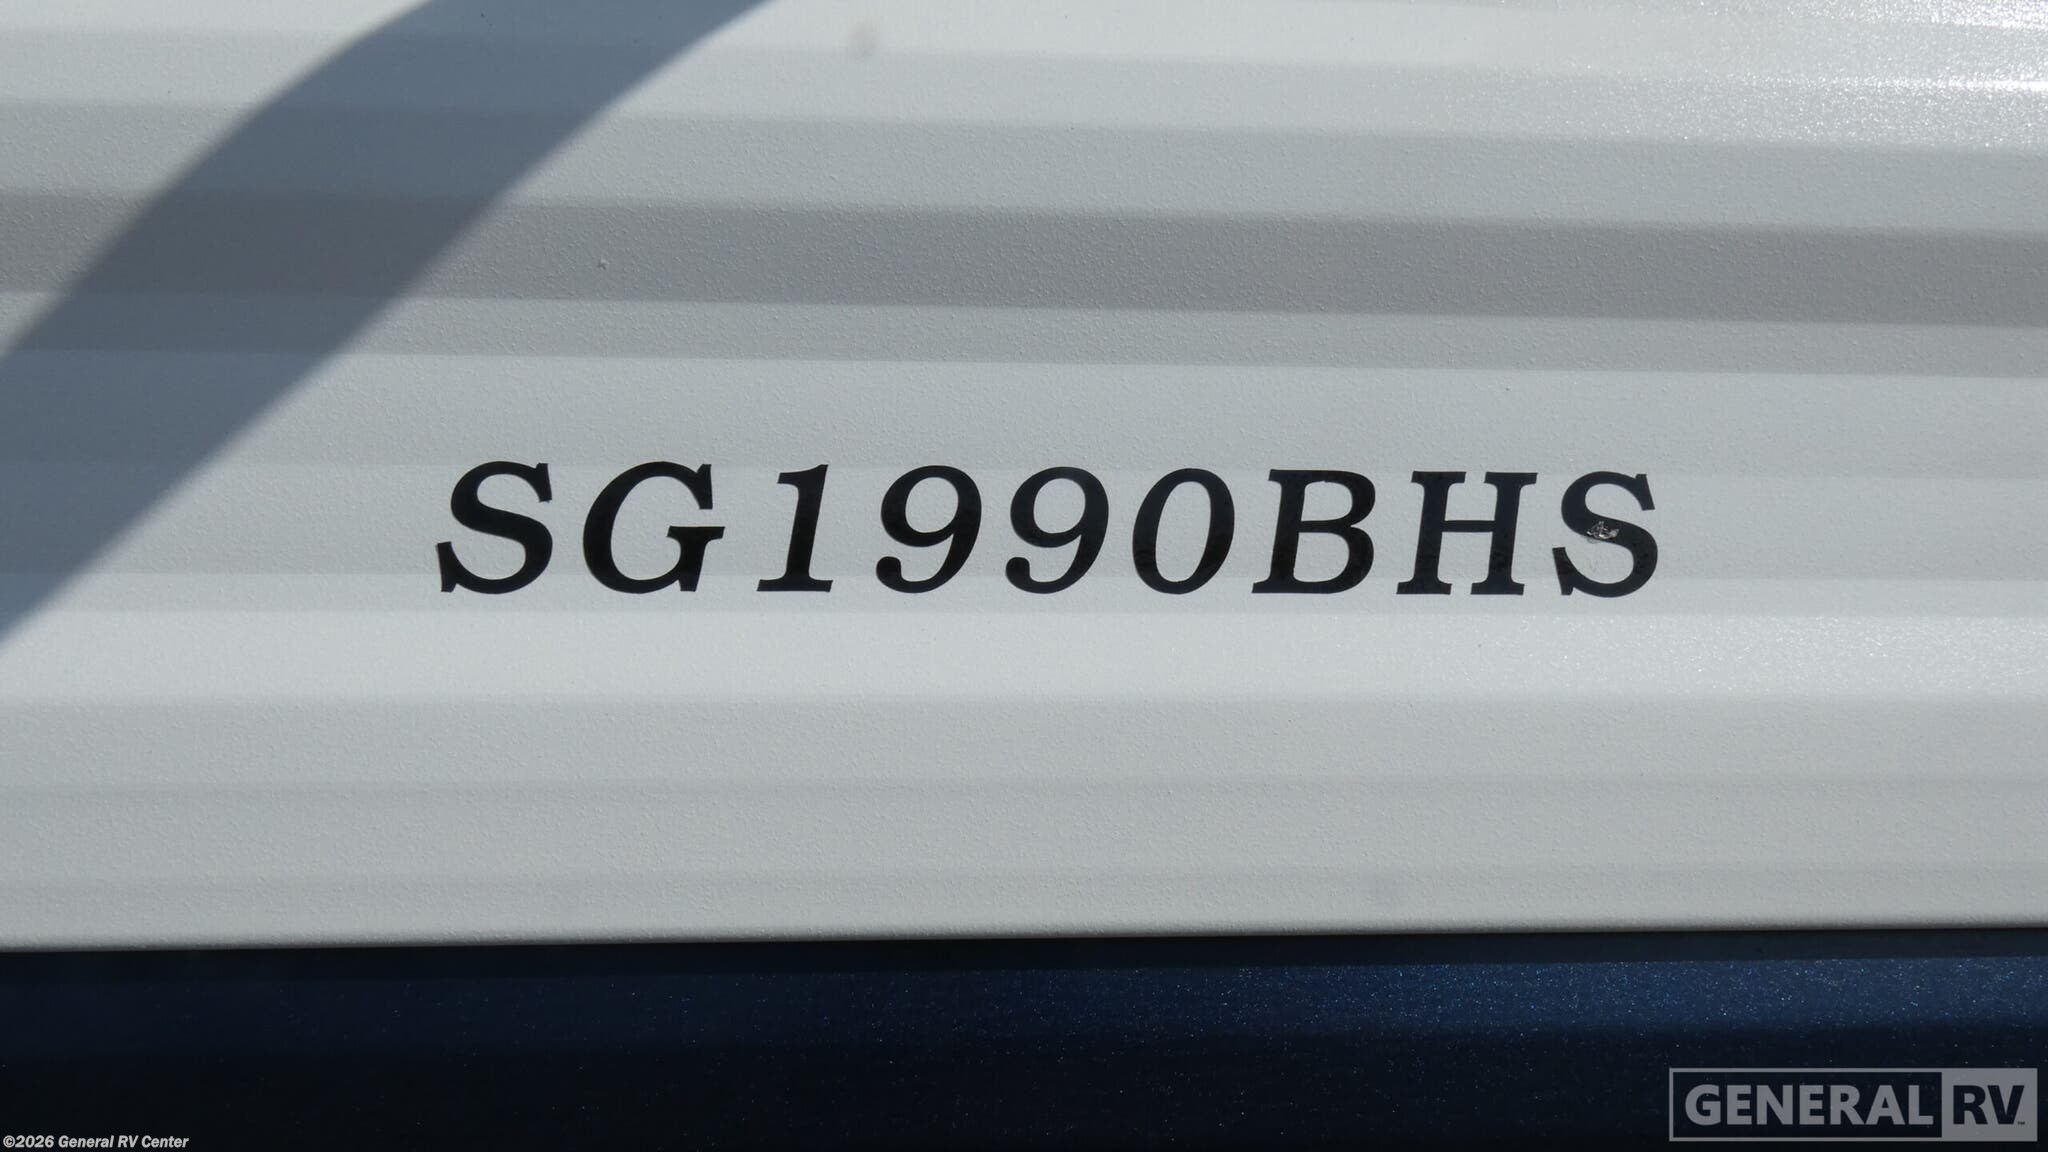 SG1990BHS
GENERAL RV
©2026 General RV Center